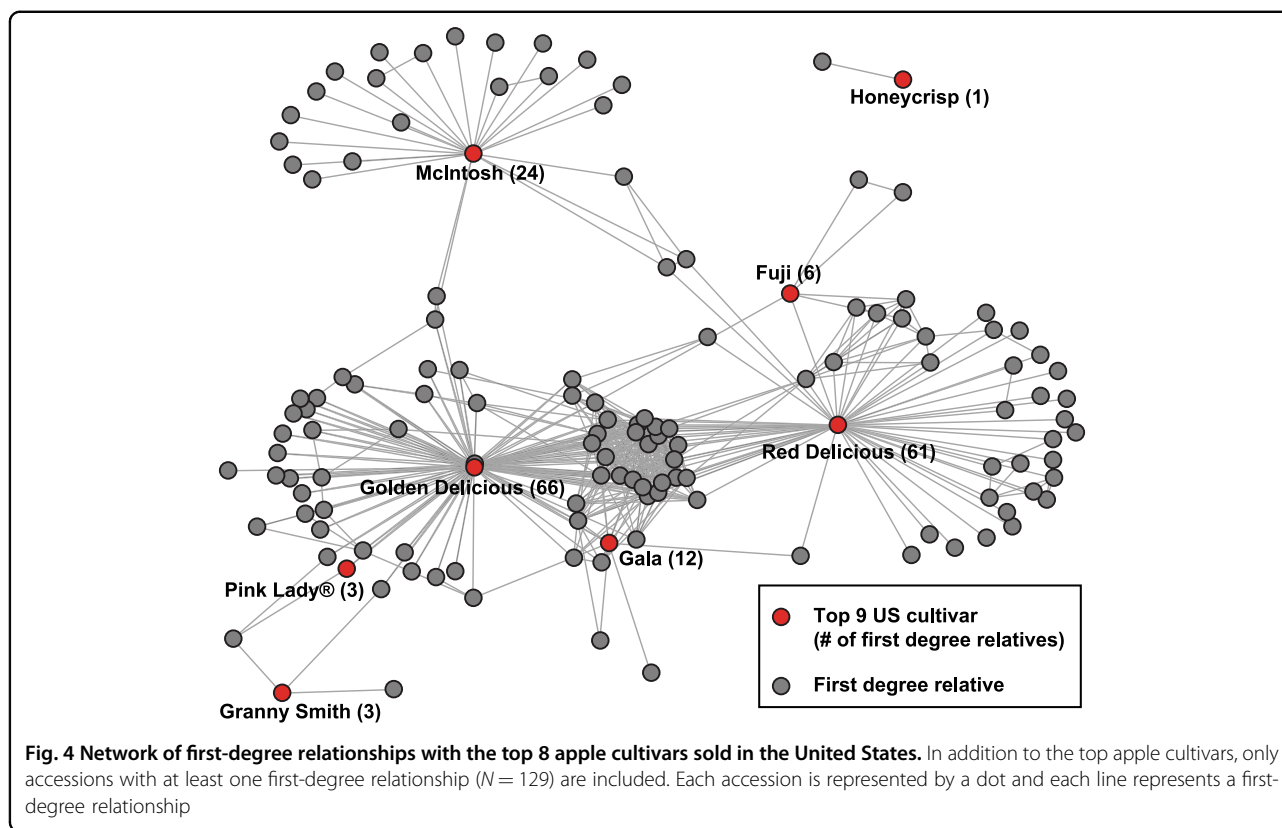 Honeycrisp (1)
McIntosh (24)
Fuji (6)
Red Delicious (61)
Golden Delicious (66)
Gala (12)
Pink Lady® (3)
Granny Smith (3)
Top 9 US cultivar
(# of first degree relatives)
First degree relative
Fig. 4 Network of first-degree relationships with the top 8 apple cultivars sold in the United States. In addition to the top apple cultivars, only
accessions with at least one first-degree relationship (N = 129) are included. Each accession is represented by a dot and each line represents a first-
degree relationship